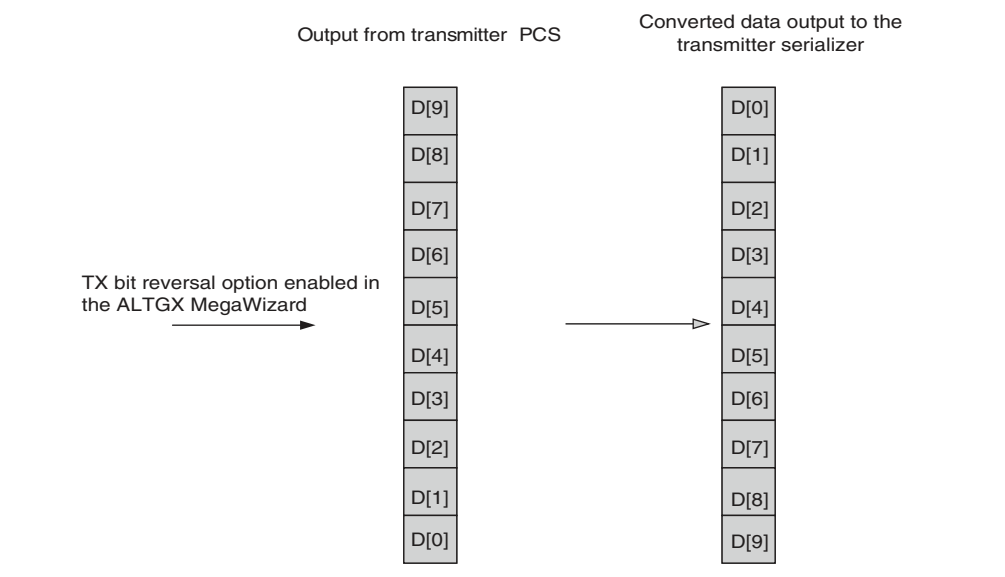 Output from transmitter PCS
Converted data output to the
transmitter serializer
TX bit reversal option enabled in
the ALTGX MegaWizard
D[9]
D[8]
D[7]
D[6]
D[5]
D[4]
D[3]
D[2]
D[1]
D[0]
D[0]
D[1]
D[2]
D[3]
D[4]
D[5]
D[6]
D[7]
D[8]
D[9]